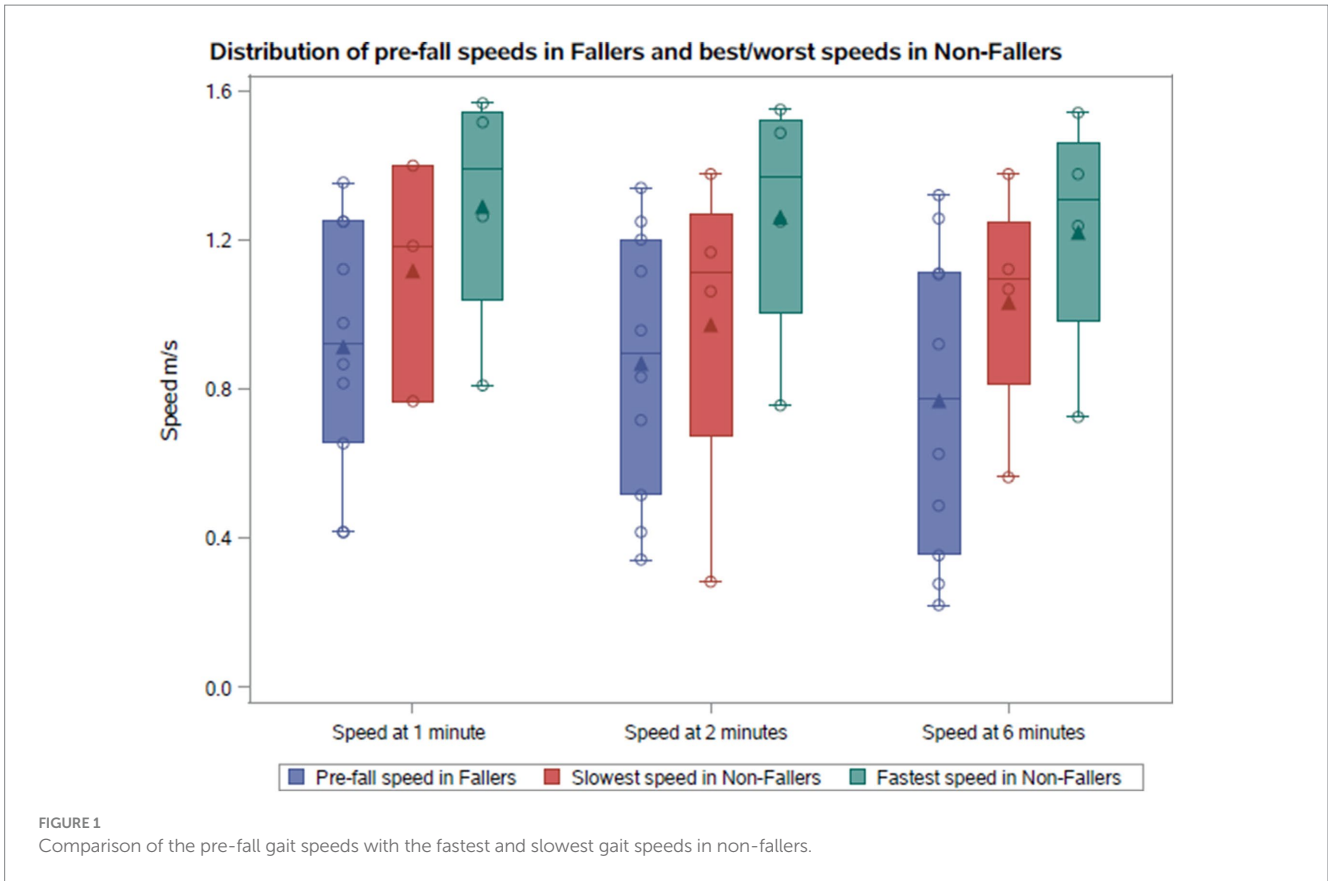 Distribution of pre-fall speeds in Fallers and best/worst speeds in Non-Fallers
1.6
1.2
0.8
0.4
0.0
Speed m/s
Speed at 1 minute
Speed at 2 minutes
Speed at 6 minutes
Pre-fall speed in Fallers
Slowest speed in Non-Fallers
Fastest speed in Non-Fallers
FIGURE 1
Comparison of the pre-fall gait speeds with the fastest and slowest gait speeds in non-fallers.